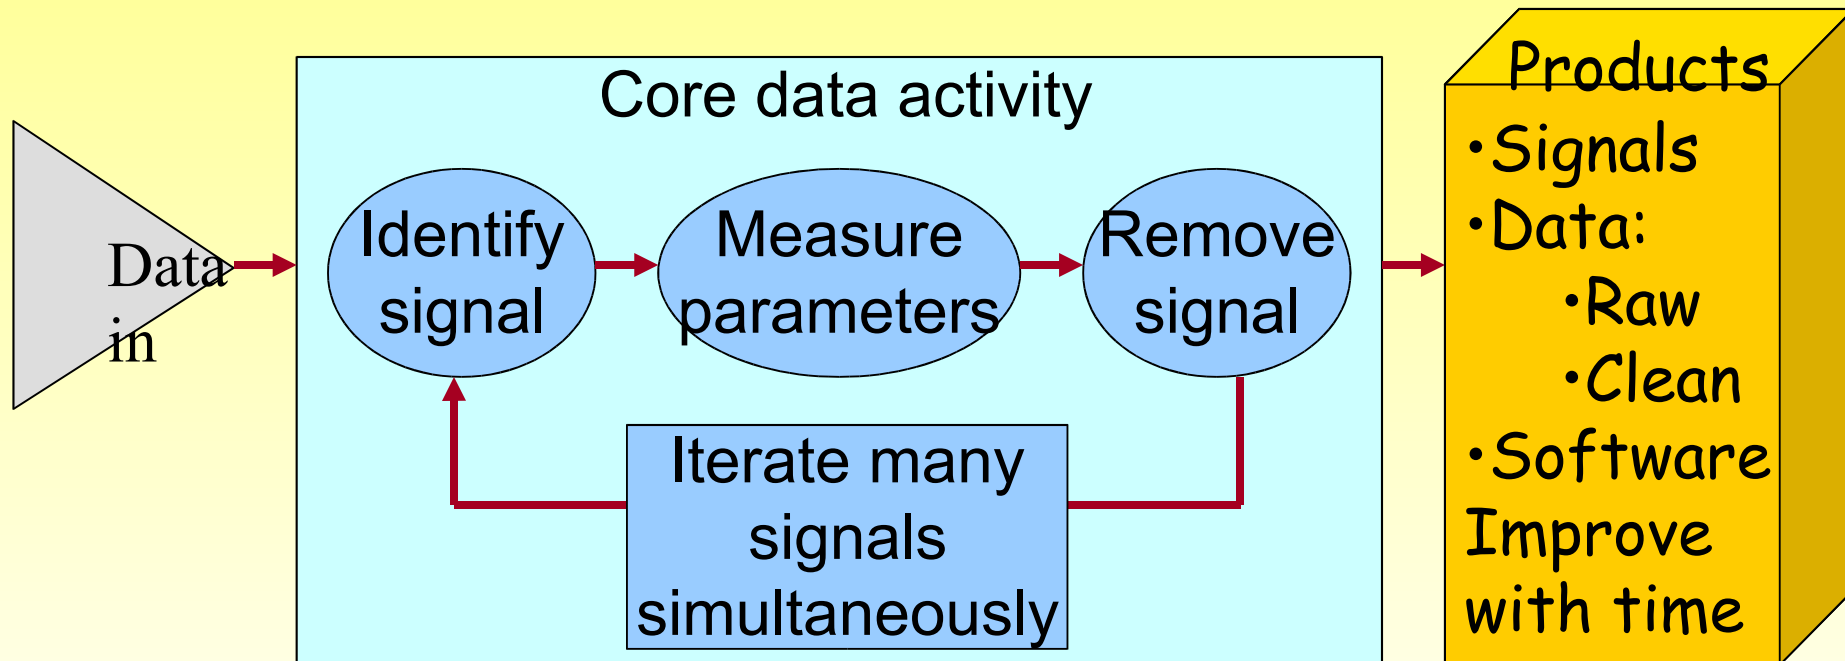 Data
in
Core data activity
Identify
signal
Measure
parameters
Remove
signal
Iterate many
signals
simultaneously
Products
•Signals
•Data:
•Raw
•Clean
•Software
Improve
with time